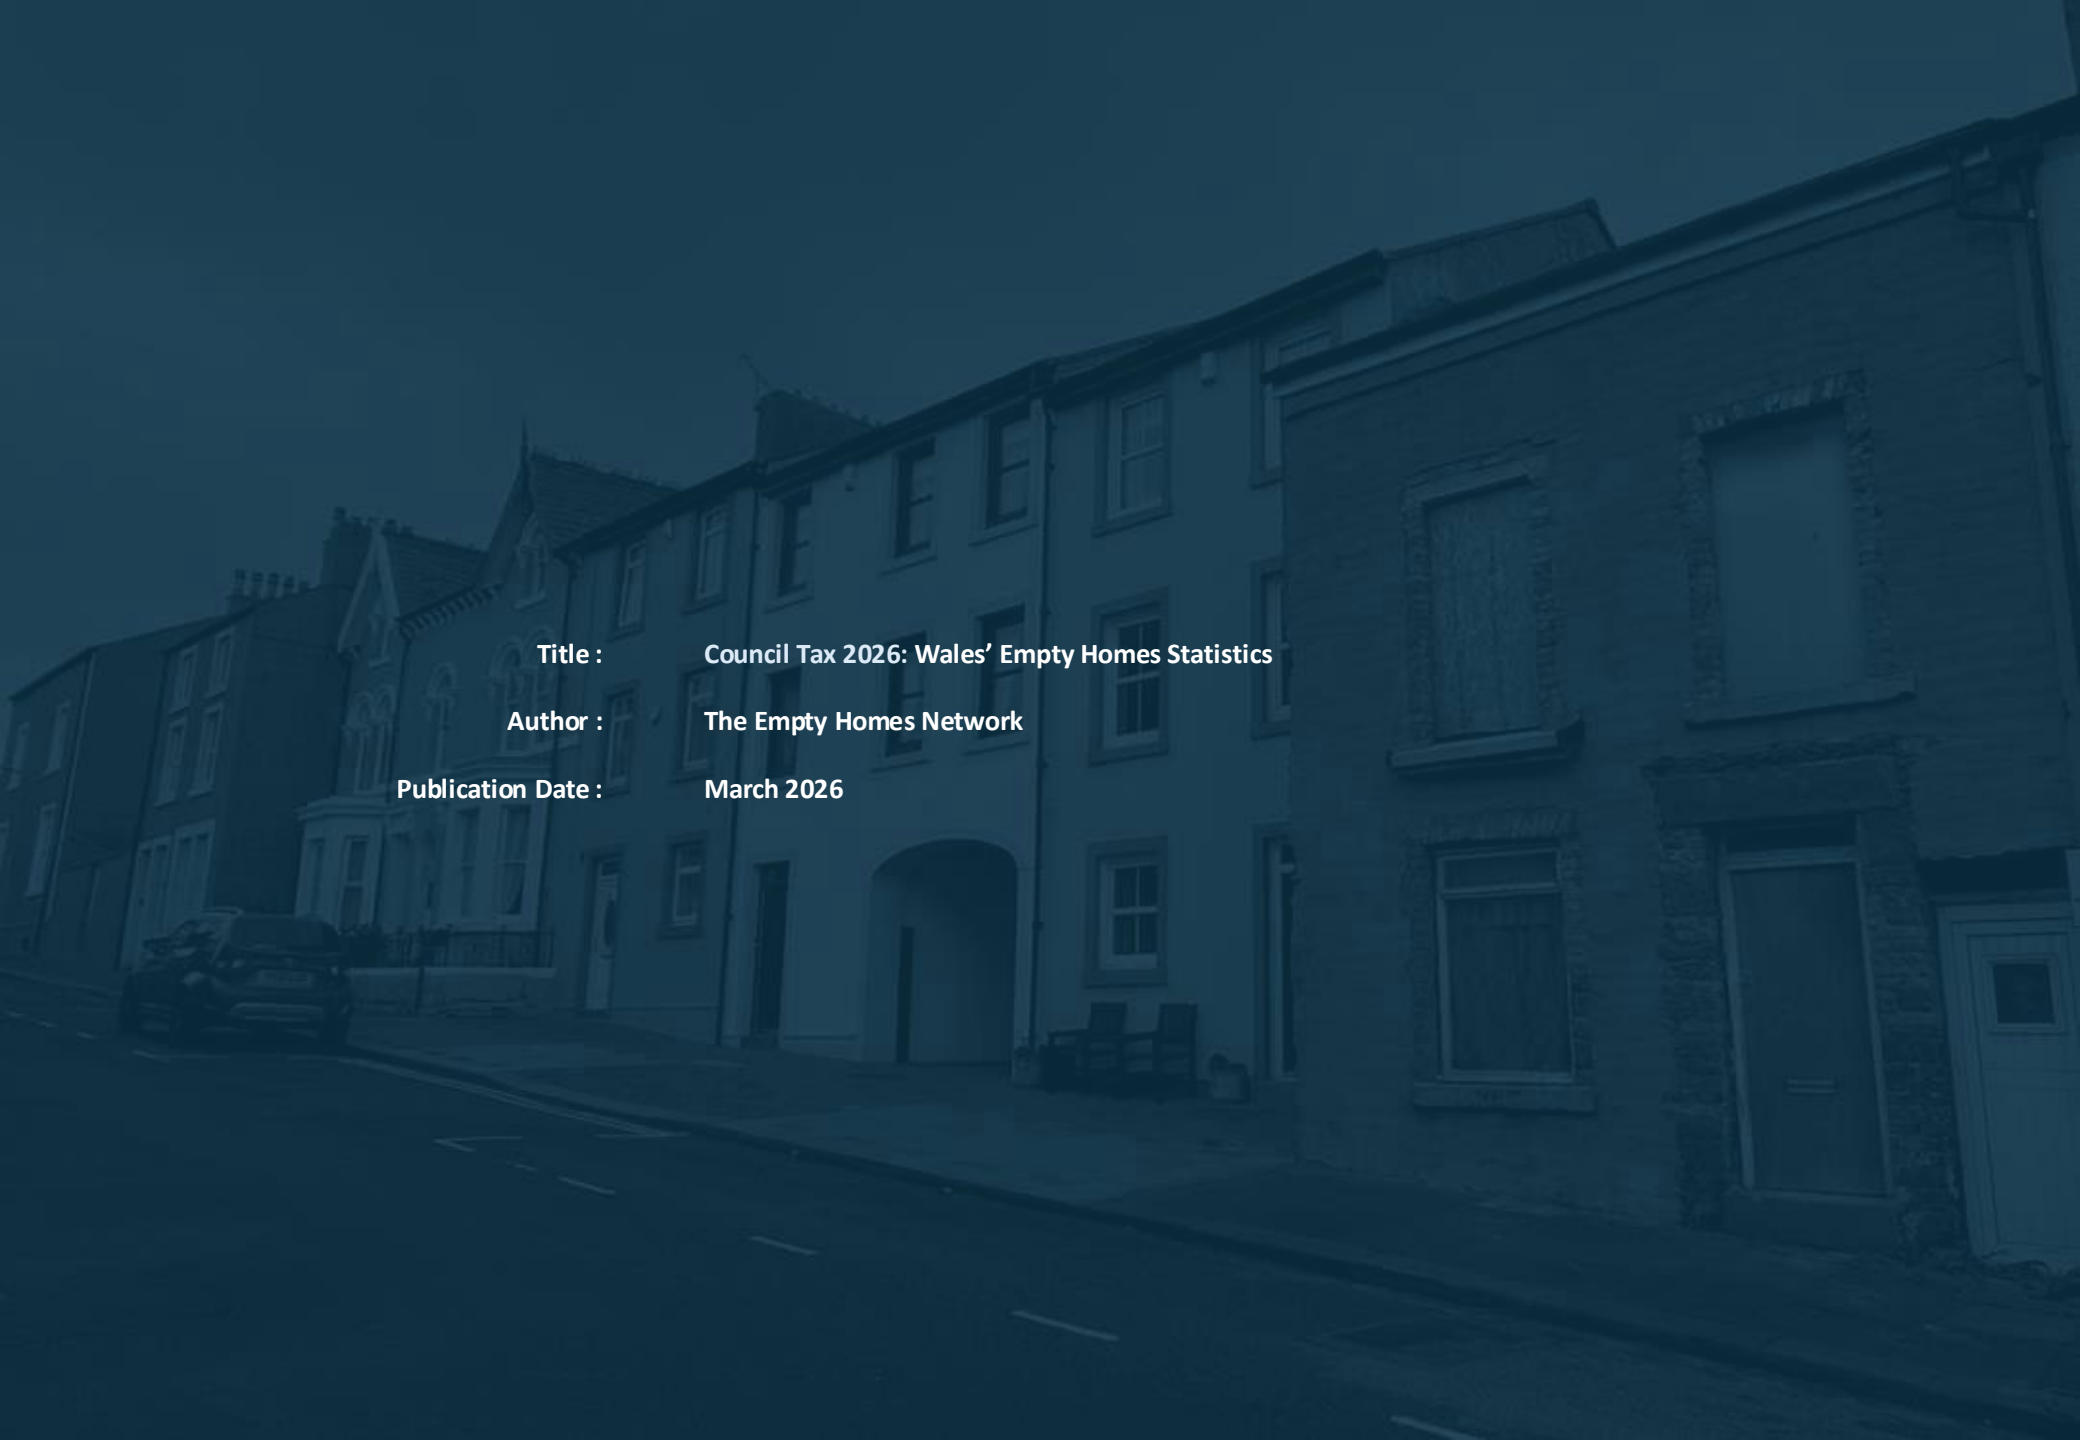 Title : Council Tax 2026: Wales’ Empty Homes Statistics
Author : The Empty Homes Network
Publication Date : March 2026